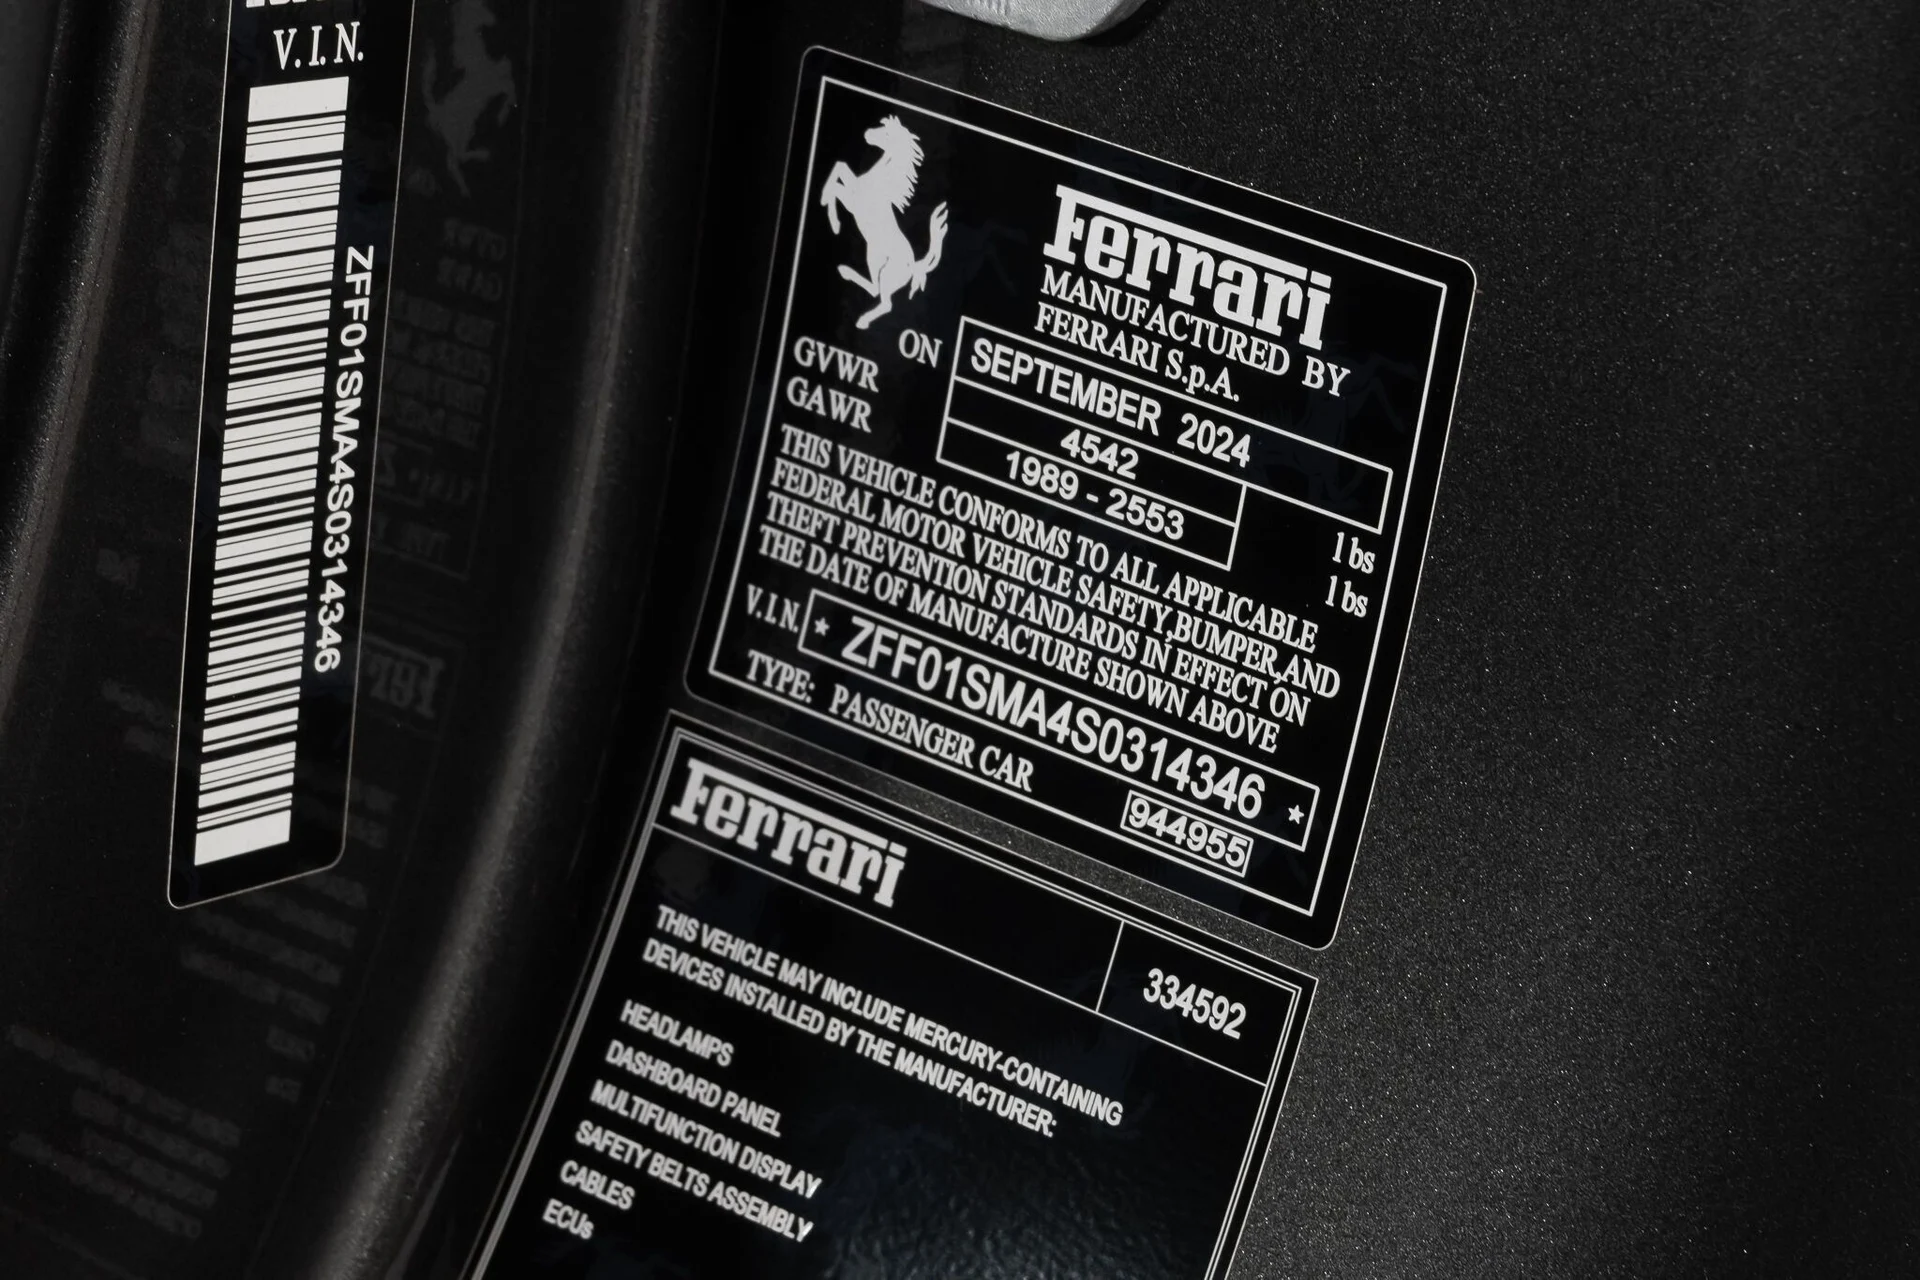 V.I.N.
ZFF01SMA4S0314346
Ferrari
MANUFACTURED BY
FERRARI S.p.A.
ON SEPTEMBER 2024
GVWR 4542 lbs
GAWR 1989 - 2553 lbs
THIS VEHICLE CONFORMS TO ALL APPLICABLE
FEDERAL MOTOR VEHICLE SAFETY,BUMPER,AND
THEFT PREVENTION STANDARDS IN EFFECT ON
THE DATE OF MANUFACTURE SHOWN ABOVE
V.I.N. ★ ZFF01SMA4S0314346 ★
TYPE: PASSENGER CAR 944955
Ferrari
334592
THIS VEHICLE MAY INCLUDE MERCURY-CONTAINING
DEVICES INSTALLED BY THE MANUFACTURER:
HEADLAMPS
DASHBOARD PANEL
MULTIFUNCTION DISPLAY
SAFETY BELTS ASSEMBLY
CABLES
ECUs